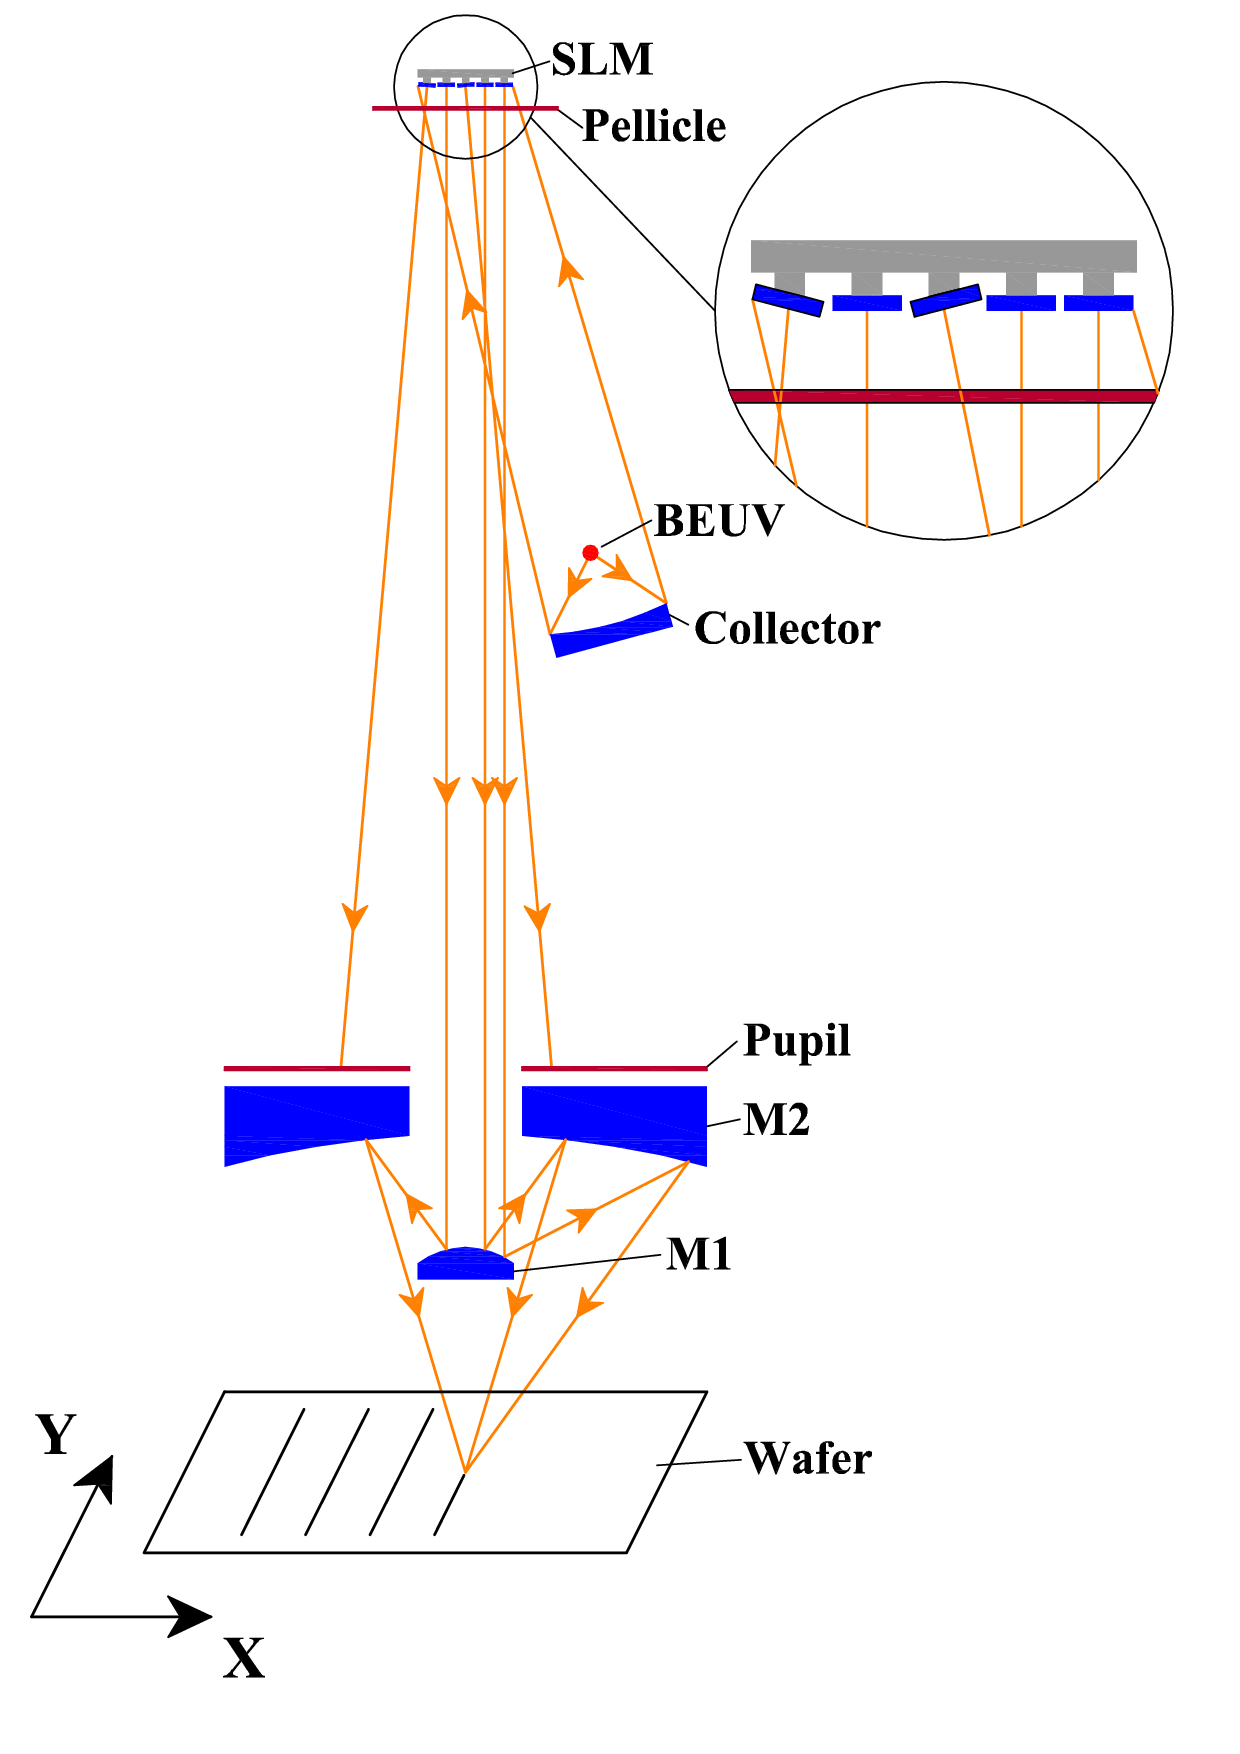 SLM
Pellicle
BEUV
Collector
Pupil
M2
M1
Wafer
Y
X